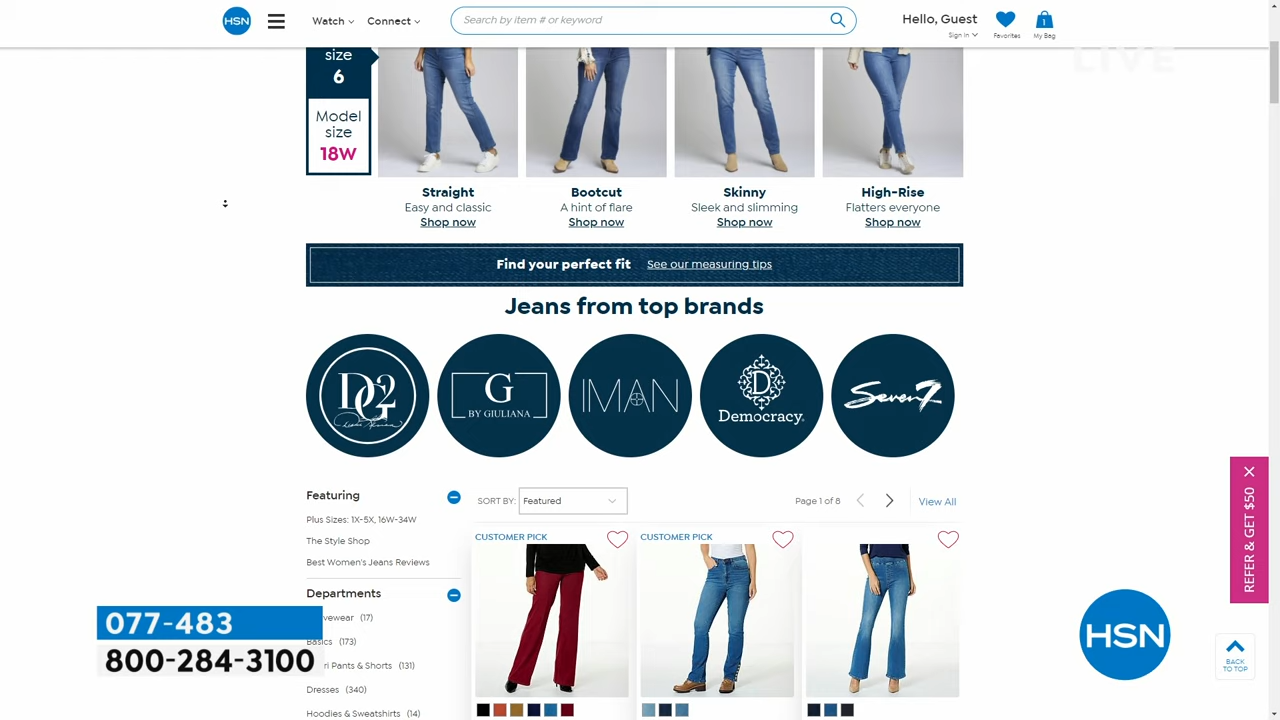 HSN
Watch
Connect
Search by item # or keyword
Hello, Guest
Sign In
Favorites
1
My Bag
LIVE
size
6
Model
size
18W
Straight
Easy and classic
Shop now
Bootcut
A hint of flare
Shop now
Skinny
Sleek and slimming
Shop now
High-Rise
Flatters everyone
Shop now
Find your perfect fit See our measuring tips
Jeans from top brands
DG2
G
BY GIULIANA
IMAN
D
Democracy
Seven7
Featuring
Plus Sizes: 1X-5X, 16W-34W
The Style Shop
Best Women's Jeans Reviews
SORT BY: Featured
Page 1 of 8
View All
CUSTOMER PICK
CUSTOMER PICK
Departments
vewear (17)
Basics (173)
ri Pants & Shorts (131)
Dresses (340)
Hoodies & Sweatshirts (14)
077-483
800-284-3100
REFER & GET $50
HSN
BACK
TO TOP